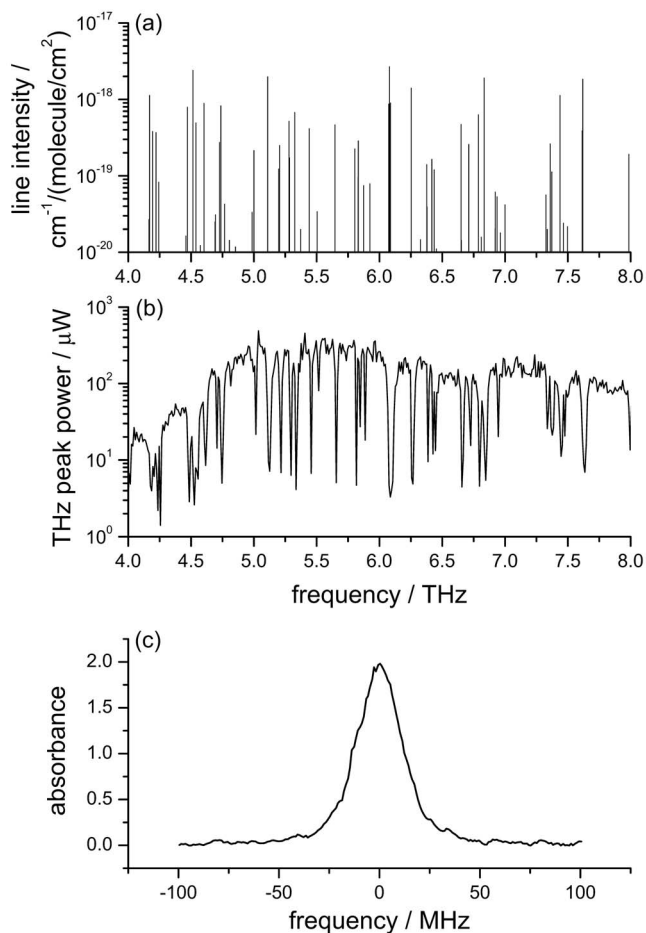 (a)
line intensity /
cm⁻¹/(molecule/cm²)
10⁻¹⁷
10⁻¹⁸
10⁻¹⁹
10⁻²⁰
4.0 4.5 5.0 5.5 6.0 6.5 7.0 7.5 8.0
(b)
THz peak power / μW
10³
10²
10¹
10⁰
4.0 4.5 5.0 5.5 6.0 6.5 7.0 7.5 8.0
frequency / THz
(c)
absorbance
2.0
1.5
1.0
0.5
0.0
-100 -50 0 50 100
frequency / MHz